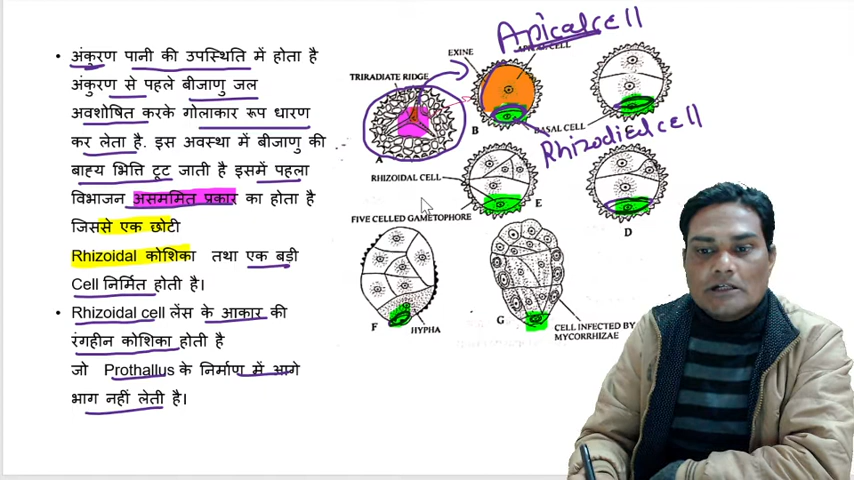 • अंकुरण पानी की उपस्थिति में होता है
अंकुरण से पहले बीजाणु जल
अवशोषित करके गोलाकार रूप धारण
कर लेता है. इस अवस्था में बीजाणु की
बाह्य भित्ति टूट जाती है इसमें पहला
विभाजन असममित प्रकार का होता है
जिससे एक छोटी
Rhizoidal कोशिका तथा एक बड़ी
Cell निर्मित होती है।
• Rhizoidal cell लेंस के आकार की
रंगहीन कोशिका होती है
जो Prothallus के निर्माण में आगे
भाग नहीं लेती है।
Apical cell
EXINE
APICAL CELL
TRIRADIATE RIDGE
A
B
BASAL CELL
Rhizodied cell
RHIZOIDAL CELL
E
D
FIVE CELLED GAMETOPHORE
F
HYPHA
G
CELL INFECTED BY
MYCORRHIZAE